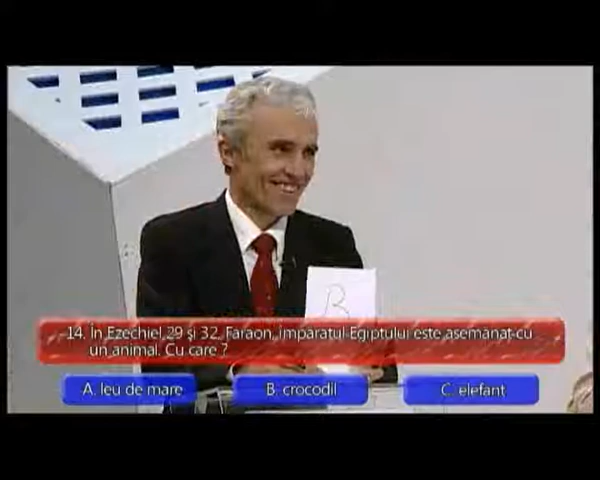 B
14. În Ezechiel 29 și 32, Faraon, împăratul Egiptului este asemănat cu
un animal. Cu care ?
A. leu de mare
B. crocodil
C. elefant